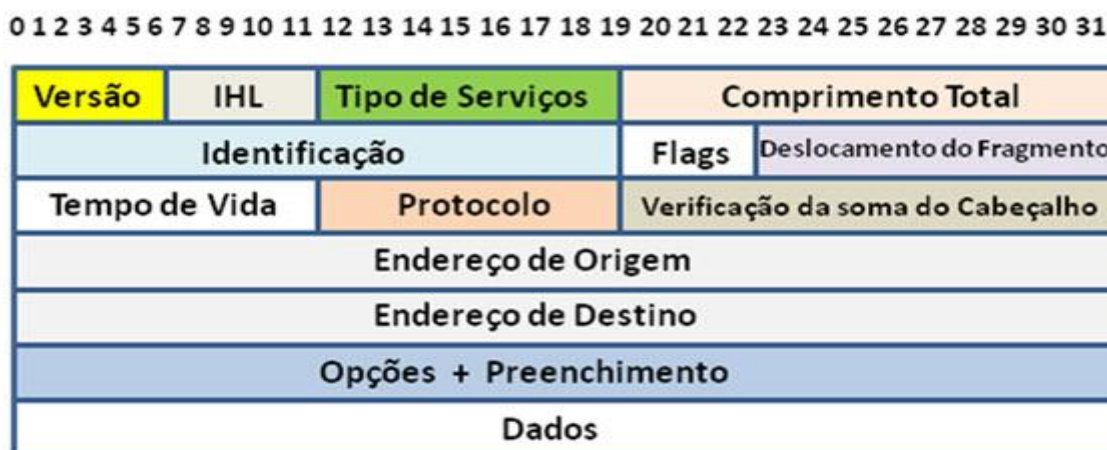 0 1 2 3 4 5 6 7 8 9 10 11 12 13 14 15 16 17 18 19 20 21 22 23 24 25 26 27 28 29 30 31
Versão IHL Tipo de Serviços Comprimento Total
Identificação Flags Deslocamento do Fragmento
Tempo de Vida Protocolo Verificação da soma do Cabeçalho
Endereço de Origem
Endereço de Destino
Opções + Preenchimento
Dados